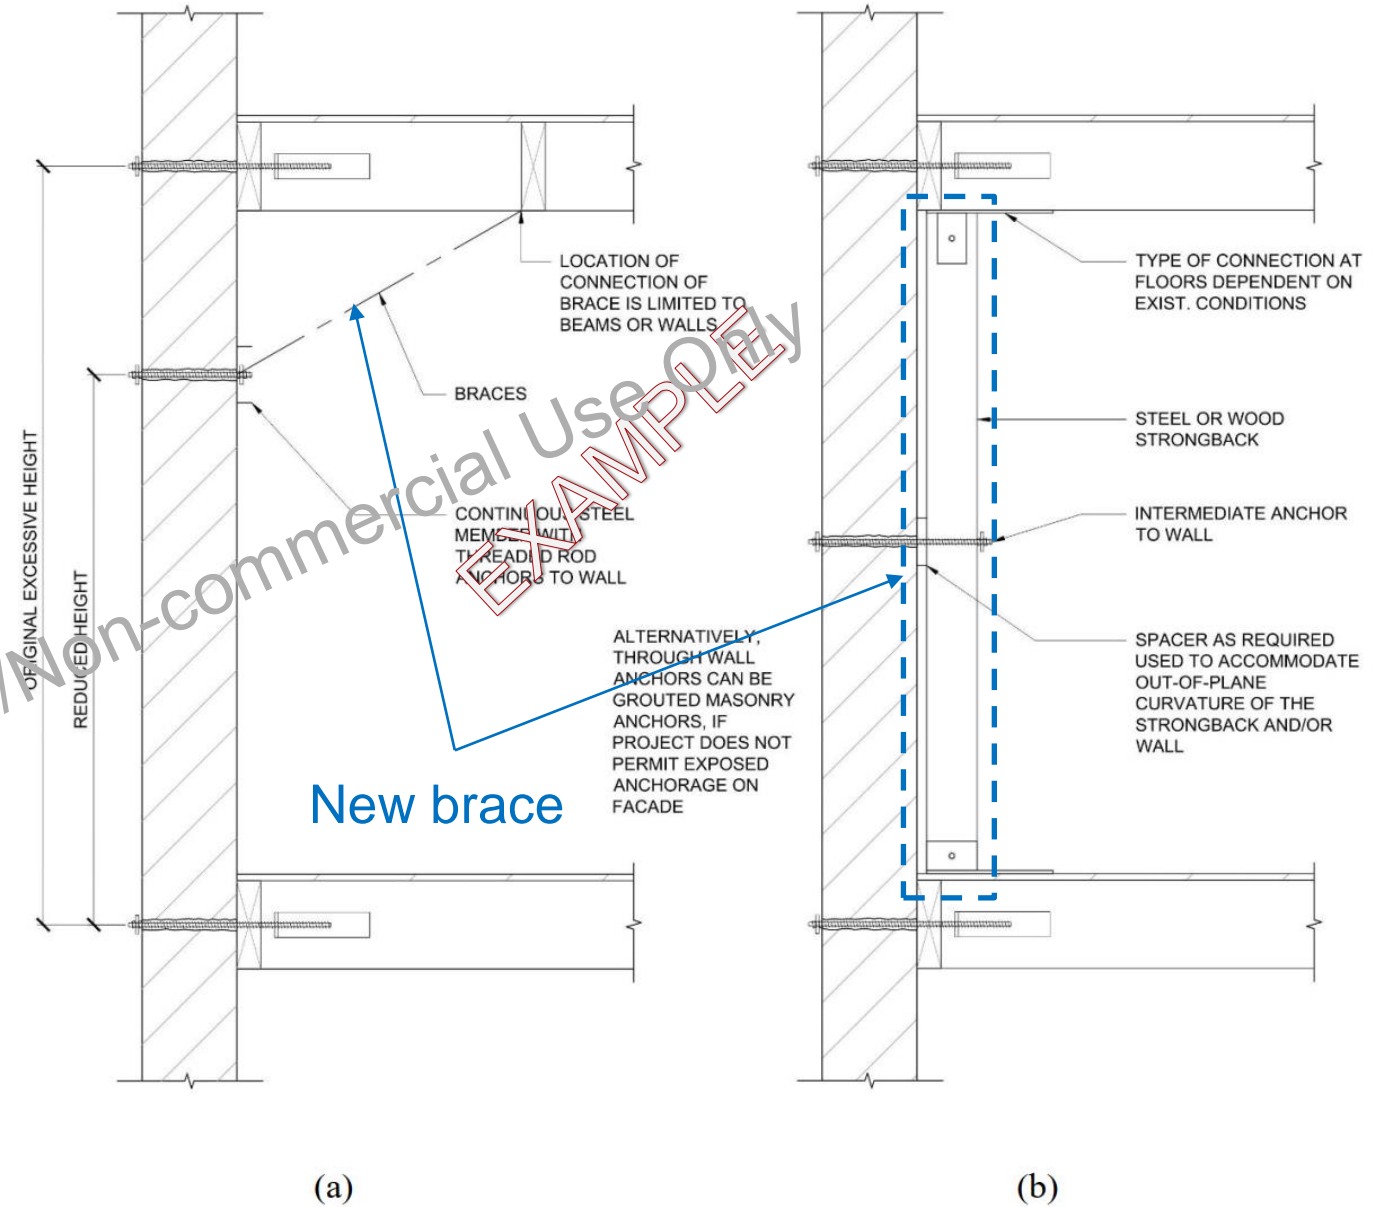 LOCATION OF
CONNECTION OF
BRACE IS LIMITED TO
BEAMS OR WALLS
BRACES
CONTINUOUS STEEL
MEMBER WITH
THREADED ROD
ANCHORS TO WALL
ORIGINAL EXCESSIVE HEIGHT
REDUCED HEIGHT
ALTERNATIVELY,
THROUGH WALL
ANCHORS CAN BE
GROUTED MASONRY
ANCHORS, IF
PROJECT DOES NOT
PERMIT EXPOSED
ANCHORAGE ON
FACADE
New brace
TYPE OF CONNECTION AT
FLOORS DEPENDENT ON
EXIST. CONDITIONS
STEEL OR WOOD
STRONGBACK
INTERMEDIATE ANCHOR
TO WALL
SPACER AS REQUIRED
USED TO ACCOMMODATE
OUT-OF-PLANE
CURVATURE OF THE
STRONGBACK AND/OR
WALL
/Non-commercial Use Only
EXAMPLE
(a)
(b)